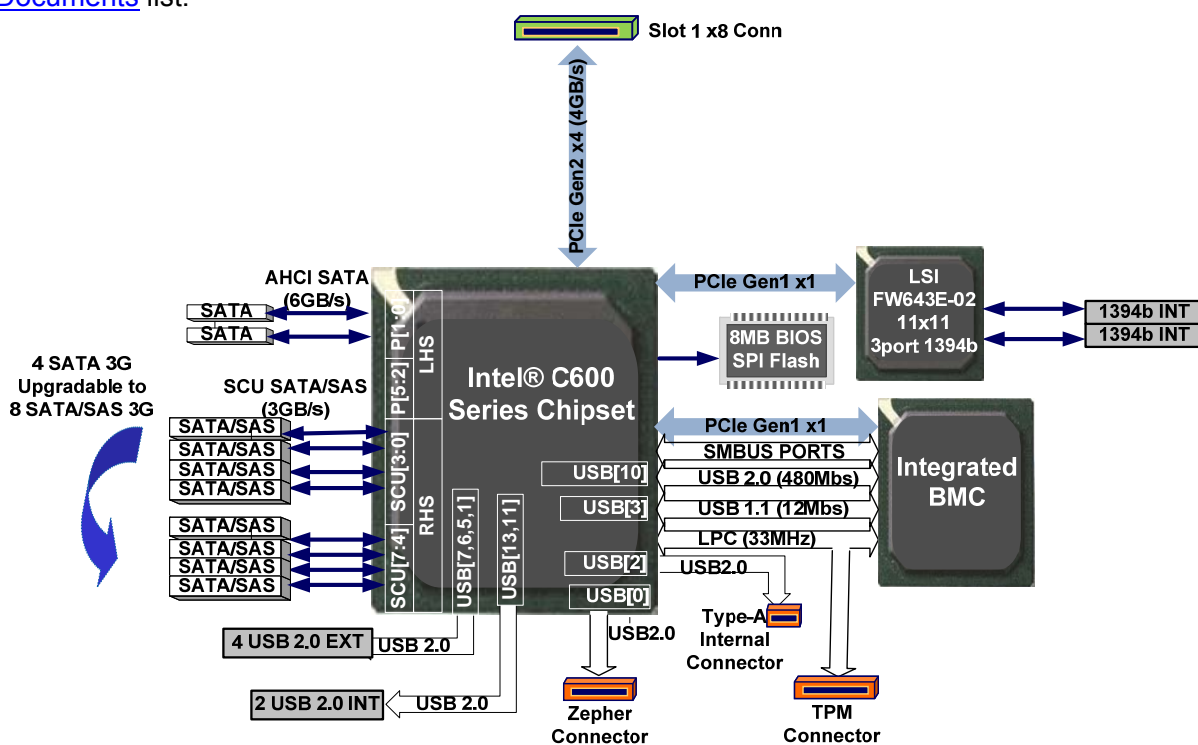 Documents list.
Slot 1 x8 Conn
PCIe Gen2 x4 (4GB/s)
AHCI SATA
(6GB/s)
SATA
SATA
4 SATA 3G
Upgradable to
8 SATA/SAS 3G
SCU SATA/SAS
(3GB/s)
SATA/SAS
SATA/SAS
SATA/SAS
SATA/SAS
SATA/SAS
SATA/SAS
SATA/SAS
SATA/SAS
P[1:0]
P[5:2]
LHS
SCU[3:0]
SCU[7:4]
RHS
Intel® C600
Series Chipset
USB[7,6,5,1]
USB[13,11]
USB[10]
USB[3]
USB[2]
USB[0]
PCIe Gen1 x1
LSI
FW643E-02
11x11
3port 1394b
1394b INT
1394b INT
8MB BIOS
SPI Flash
PCIe Gen1 x1
SMBUS PORTS
USB 2.0 (480Mbs)
USB 1.1 (12Mbs)
LPC (33MHz)
Integrated
BMC
USB2.0
Type-A
Internal
Connector
USB2.0
4 USB 2.0 EXT
USB 2.0
2 USB 2.0 INT
USB 2.0
Zepher
Connector
TPM
Connector